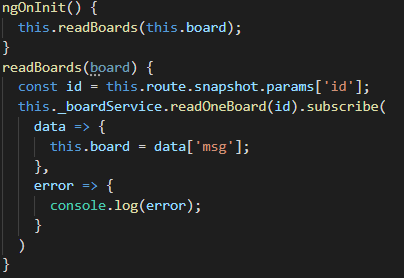 ngOnInit() {
  this.readBoards(this.board);
}
readBoards(board) {
  const id = this.route.snapshot.params['id'];
  this._boardService.readOneBoard(id).subscribe(
    data => {
      this.board = data['msg'];
    },
    error => {
      console.log(error);
    }
  )
}